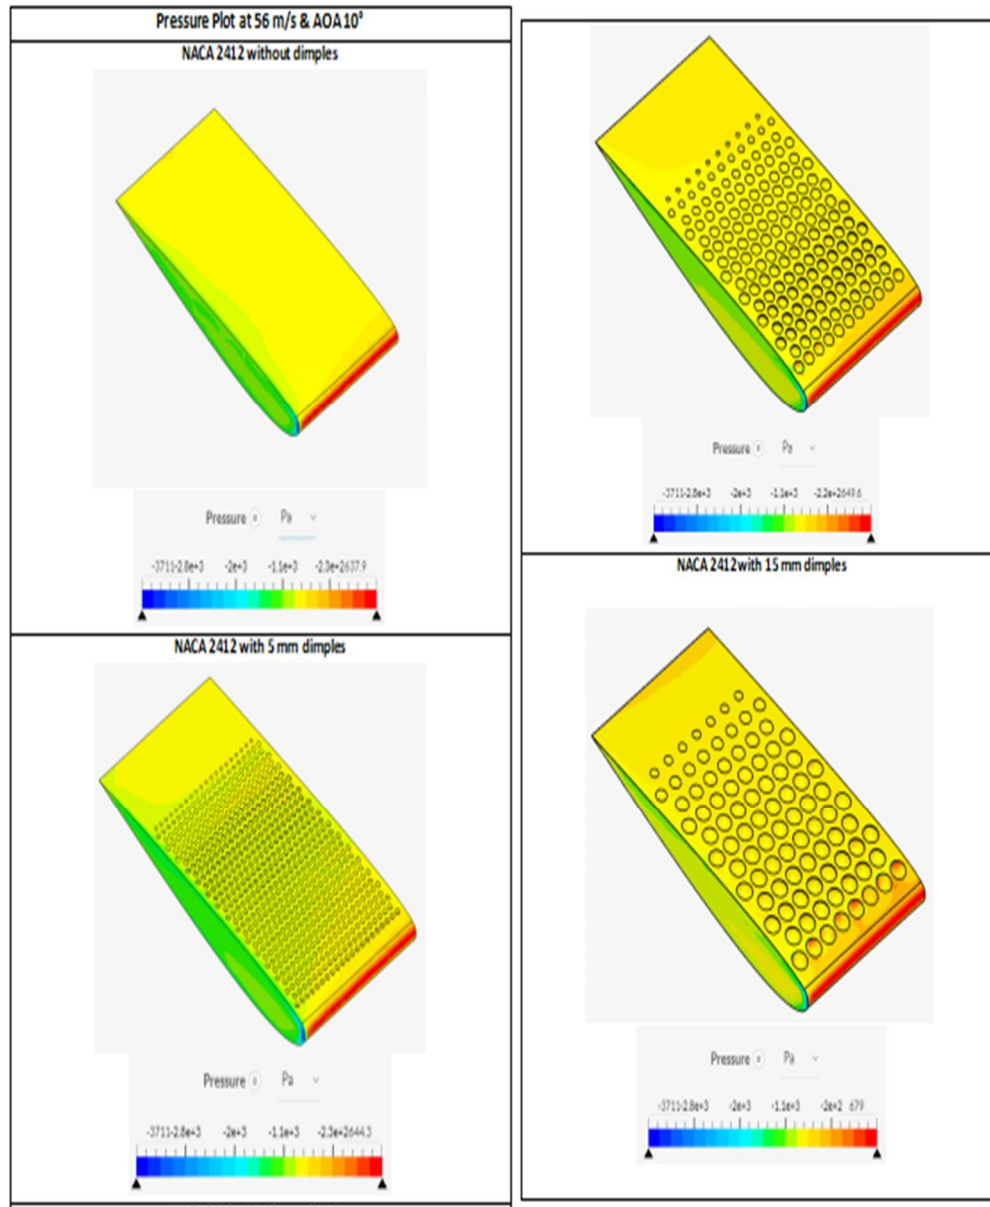 Pressure Plot at 56 m/s & AOA 10°
NACA 2412 without dimples
Pressure Pa
-3711-2.8e+3 -2e+3 -1.1e+3 -2.3e+2637.9
NACA 2412 with 5 mm dimples
Pressure Pa
-3711-2.8e+3 -2e+3 -1.1e+3 -2.3e+2644.3
Pressure Pa
-3711-2.8e+3 -2e+3 -1.1e+3 -2.2e+2649.6
NACA 2412 with 15 mm dimples
Pressure Pa
-3711-2.8e+3 -2e+3 -1.1e+3 -2e+2 679